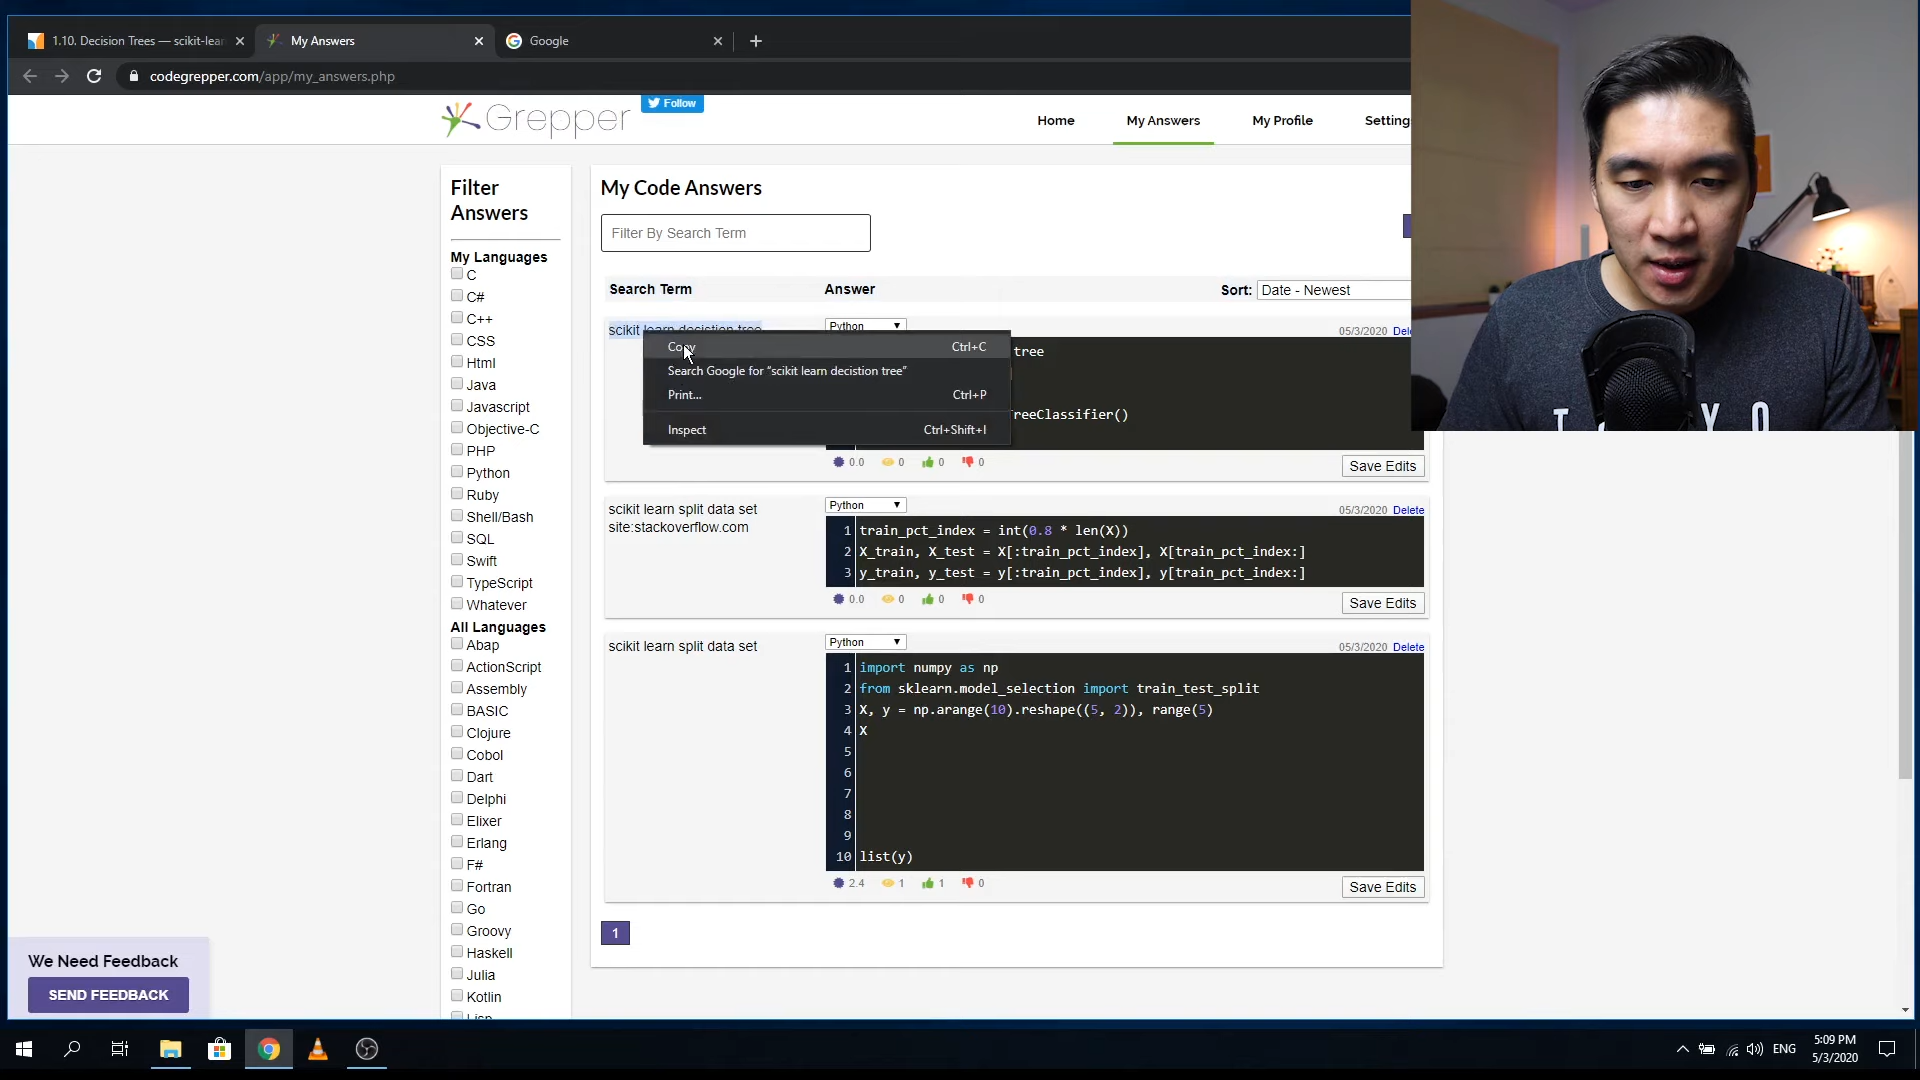 1.10. Decision Trees — scikit-lear
My Answers
Google
codegrepper.com/app/my_answers.php
Grepper
Follow
Home
My Answers
My Profile
Setting
Filter
Answers
My Languages
C
C#
C++
CSS
Html
Java
Javascript
Objective-C
PHP
Python
Ruby
Shell/Bash
SQL
Swift
TypeScript
Whatever
All Languages
Abap
ActionScript
Assembly
BASIC
Clojure
Cobol
Dart
Delphi
Elixer
Erlang
F#
Fortran
Go
Groovy
Haskell
Julia
Kotlin
Lisp
My Code Answers
Filter By Search Term
Search Term
Answer
Sort: Date - Newest
scikit learn decistion tree
Python
05/3/2020 Dele
tree
reeClassifier()
Copy Ctrl+C
Search Google for “scikit learn decistion tree”
Print... Ctrl+P
Inspect Ctrl+Shift+I
0.0 0 0 0
Save Edits
scikit learn split data set
site:stackoverflow.com
Python
05/3/2020 Delete
1 train_pct_index = int(0.8 * len(X))
2 X_train, X_test = X[:train_pct_index], X[train_pct_index:]
3 y_train, y_test = y[:train_pct_index], y[train_pct_index:]
0.0 0 0 0
Save Edits
scikit learn split data set
Python
05/3/2020 Delete
1 import numpy as np
2 from sklearn.model_selection import train_test_split
3 X, y = np.arange(10).reshape((5, 2)), range(5)
4 X
5
6
7
8
9
10 list(y)
2.4 1 1 0
Save Edits
1
We Need Feedback
SEND FEEDBACK
ENG
5:09 PM
5/3/2020